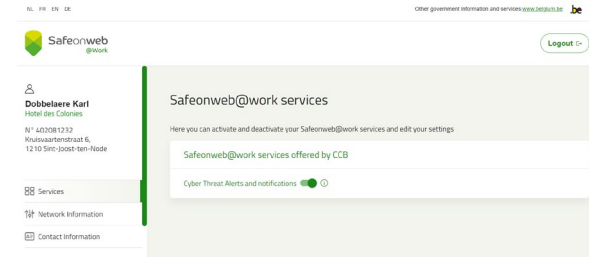 NL FR EN DE
Other government information and services: www.belgium.be
.be
Safeonweb
@Work
Logout
Dobbelaere Karl
Hotel des Colonies
N° 402081232
Kruisvaartenstraat 6,
1210 Sint-Joost-ten-Node
Services
Network Information
Contact Information
Safeonweb@work services
Here you can activate and deactivate your Safeonweb@work services and edit your settings
Safeonweb@work services offered by CCB
Cyber Threat Alerts and notifications